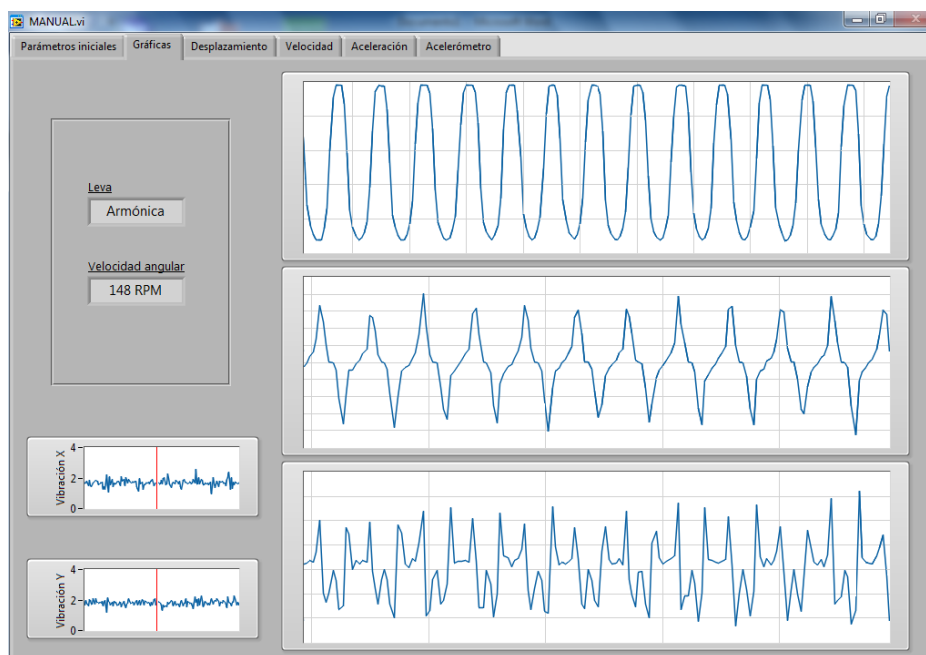 MANUAL.vi
Parámetros iniciales Gráficas Desplazamiento Velocidad Aceleración Acelerómetro
Leva
Armónica
Velocidad angular
148 RPM
Vibración X
4
2
0
Vibración Y
4
2
0